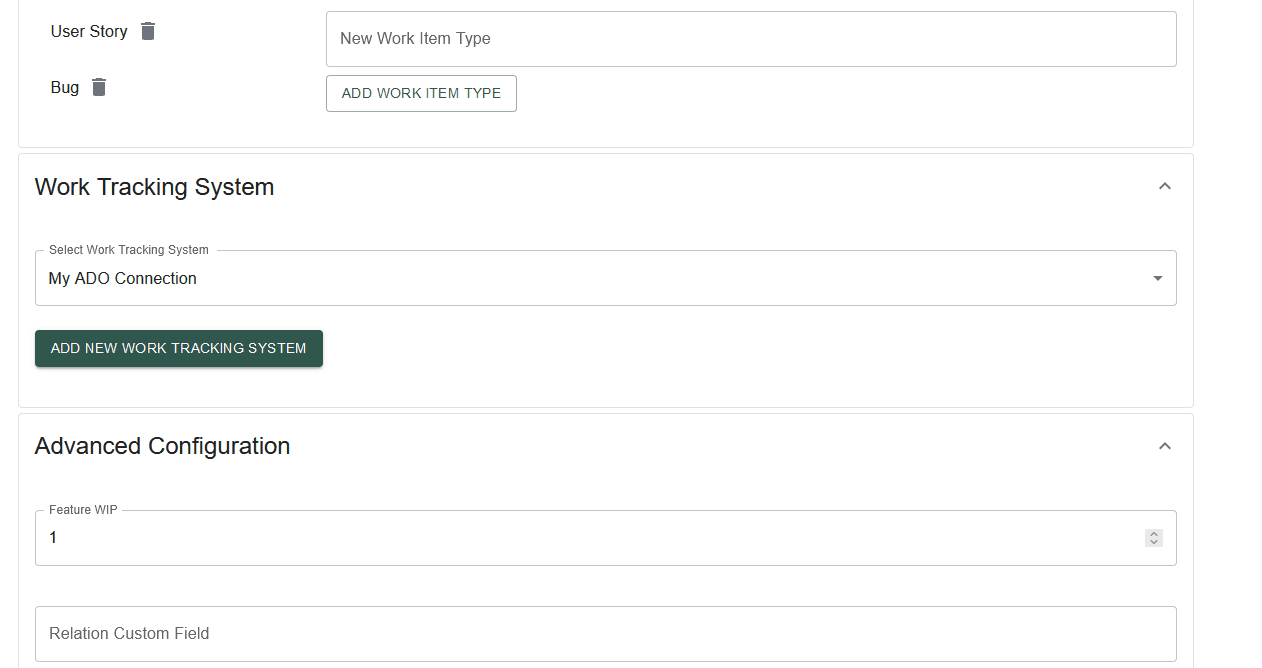 User Story
New Work Item Type
Bug
ADD WORK ITEM TYPE
Work Tracking System
Select Work Tracking System
My ADO Connection
ADD NEW WORK TRACKING SYSTEM
Advanced Configuration
Feature WIP
1
Relation Custom Field